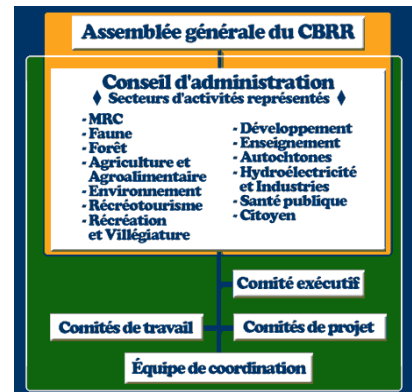 Assemblée générale du CBRR
Conseil d'administration
♦ Secteurs d'activités représentés ♦
- MRC
- Faune
- Forêt
- Agriculture et
Agroalimentaire
- Environnement
- Récréotourisme
- Récréation
et Villégiature
- Développement
- Enseignement
- Autochtones
- Hydroélectricité
et Industries
- Santé publique
- Citoyen
Comité exécutif
Comités de travail
Comités de projet
Équipe de coordination